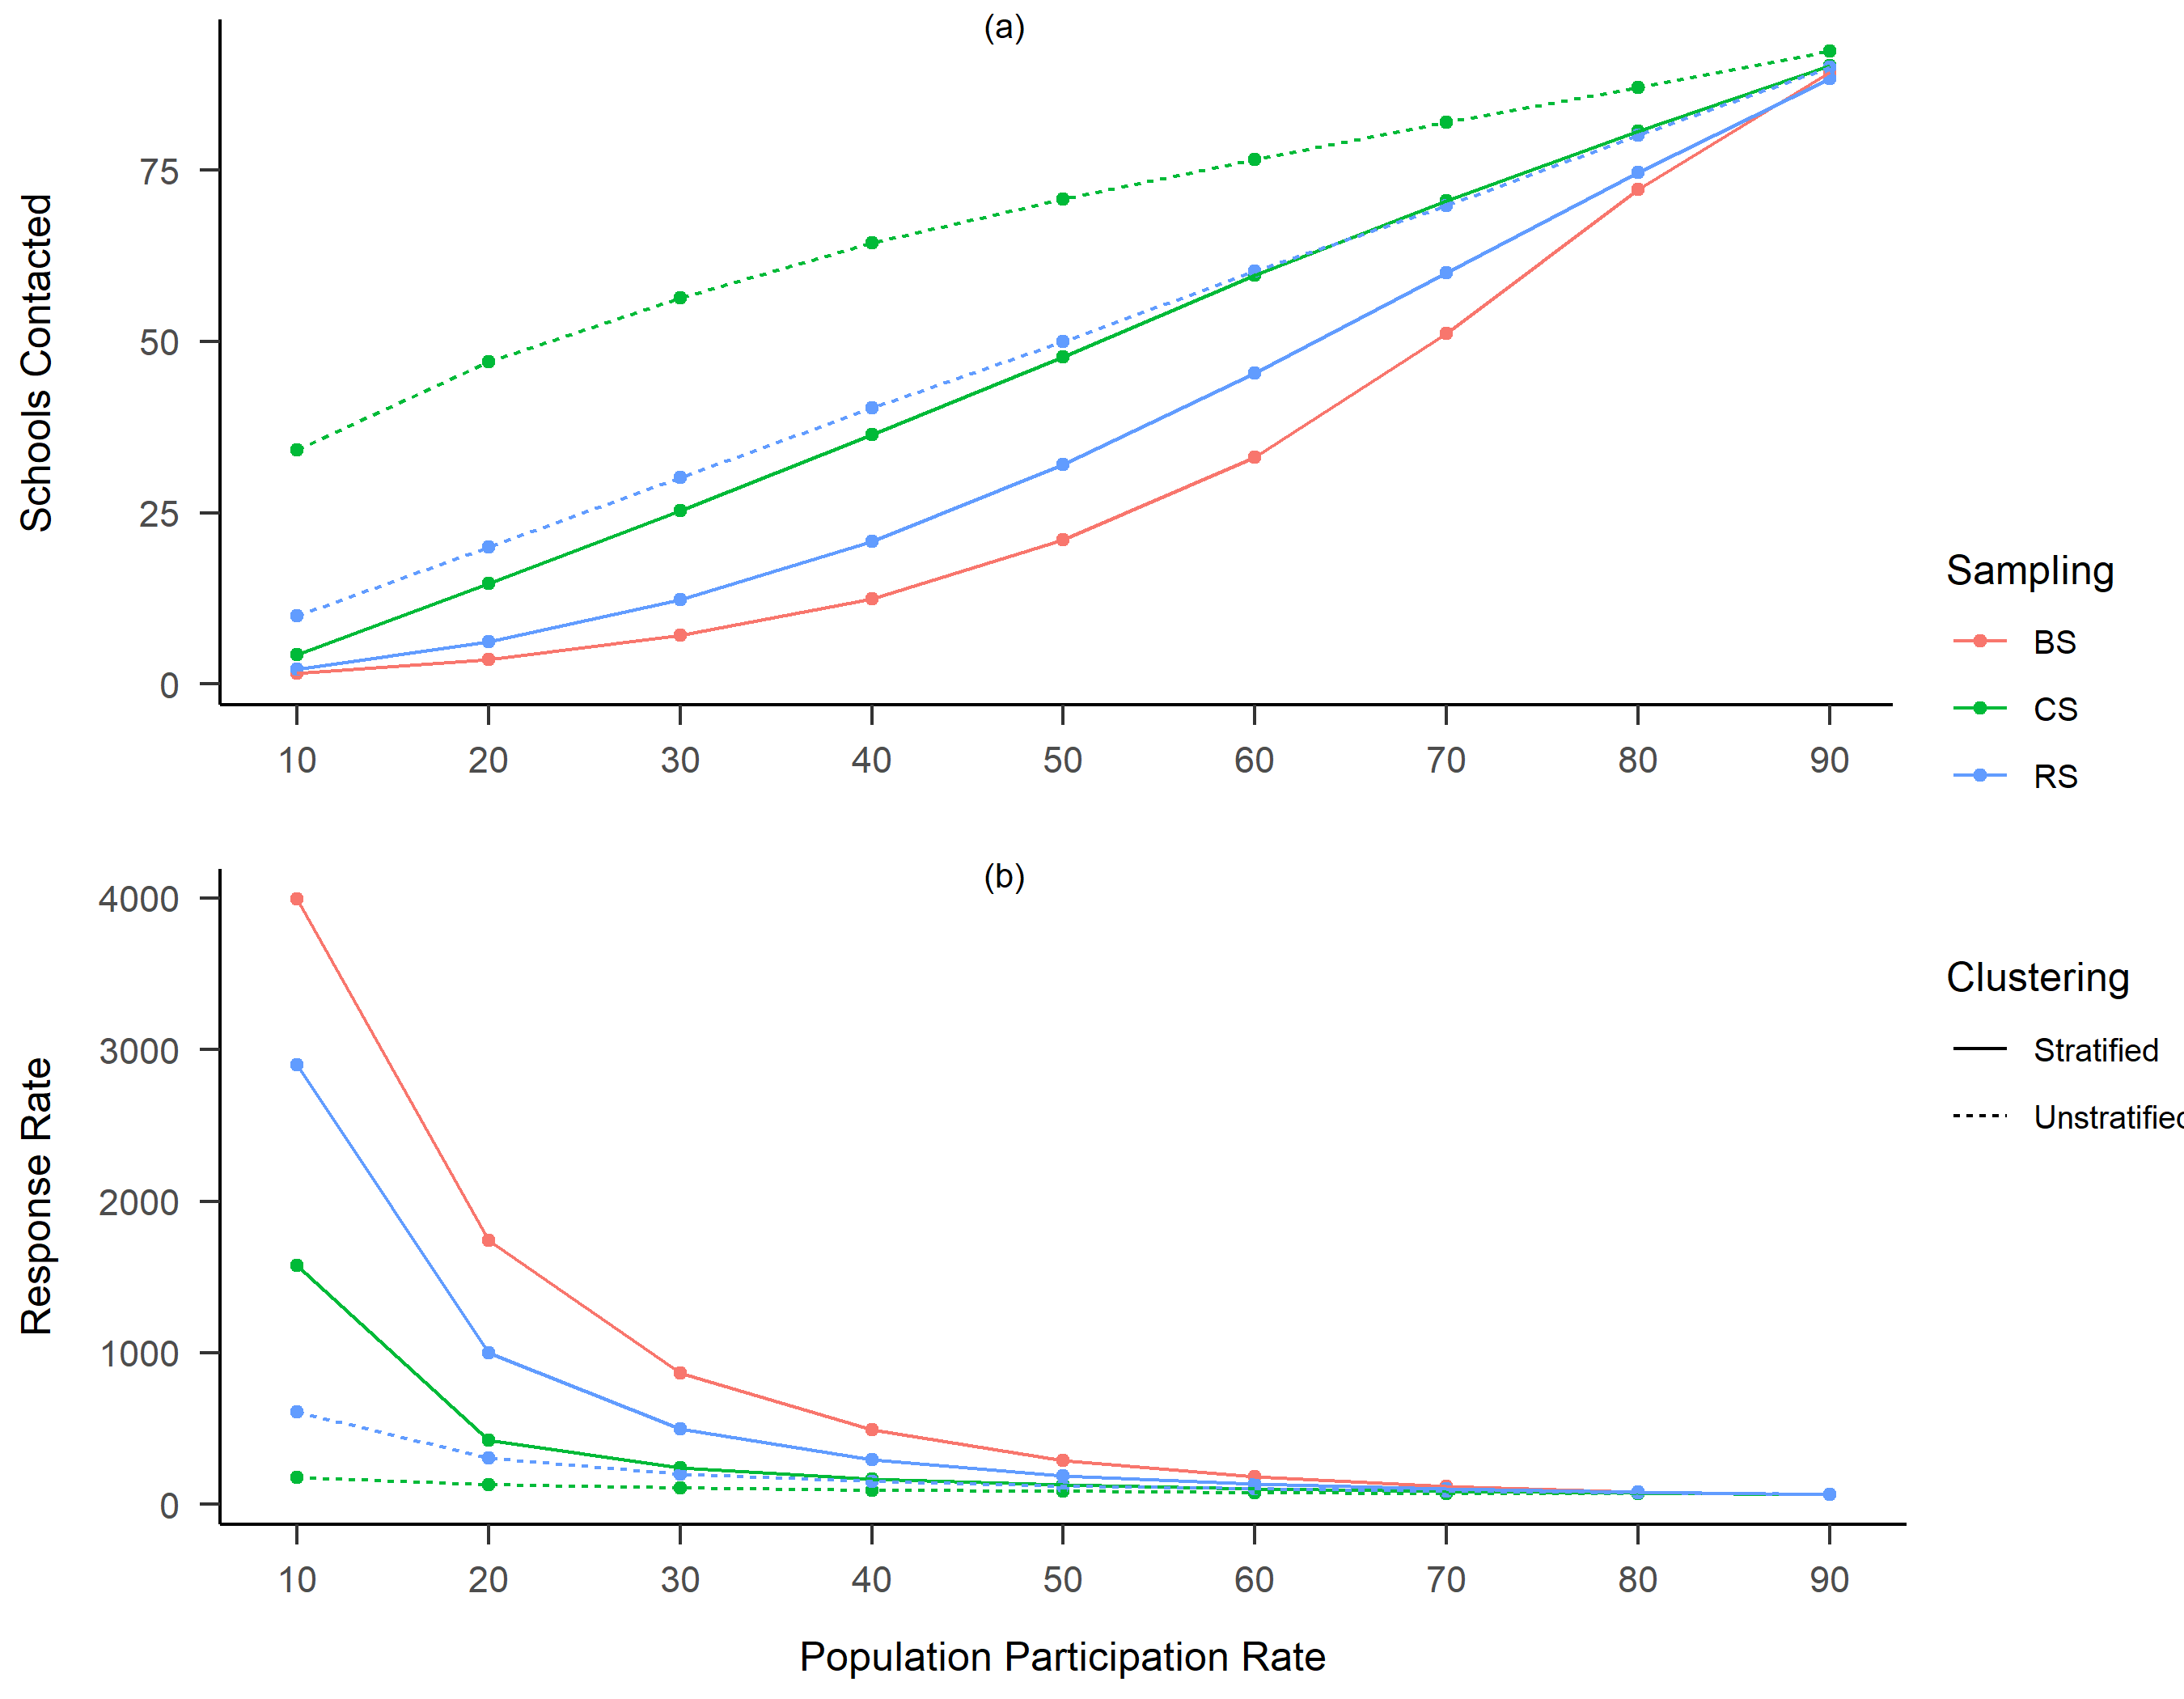 (a)
Schools Contacted
75
50
25
0
10 20 30 40 50 60 70 80 90
Sampling
BS
CS
RS
(b)
Response Rate
4000
3000
2000
1000
0
10 20 30 40 50 60 70 80 90
Population Participation Rate
Clustering
Stratified
Unstratified